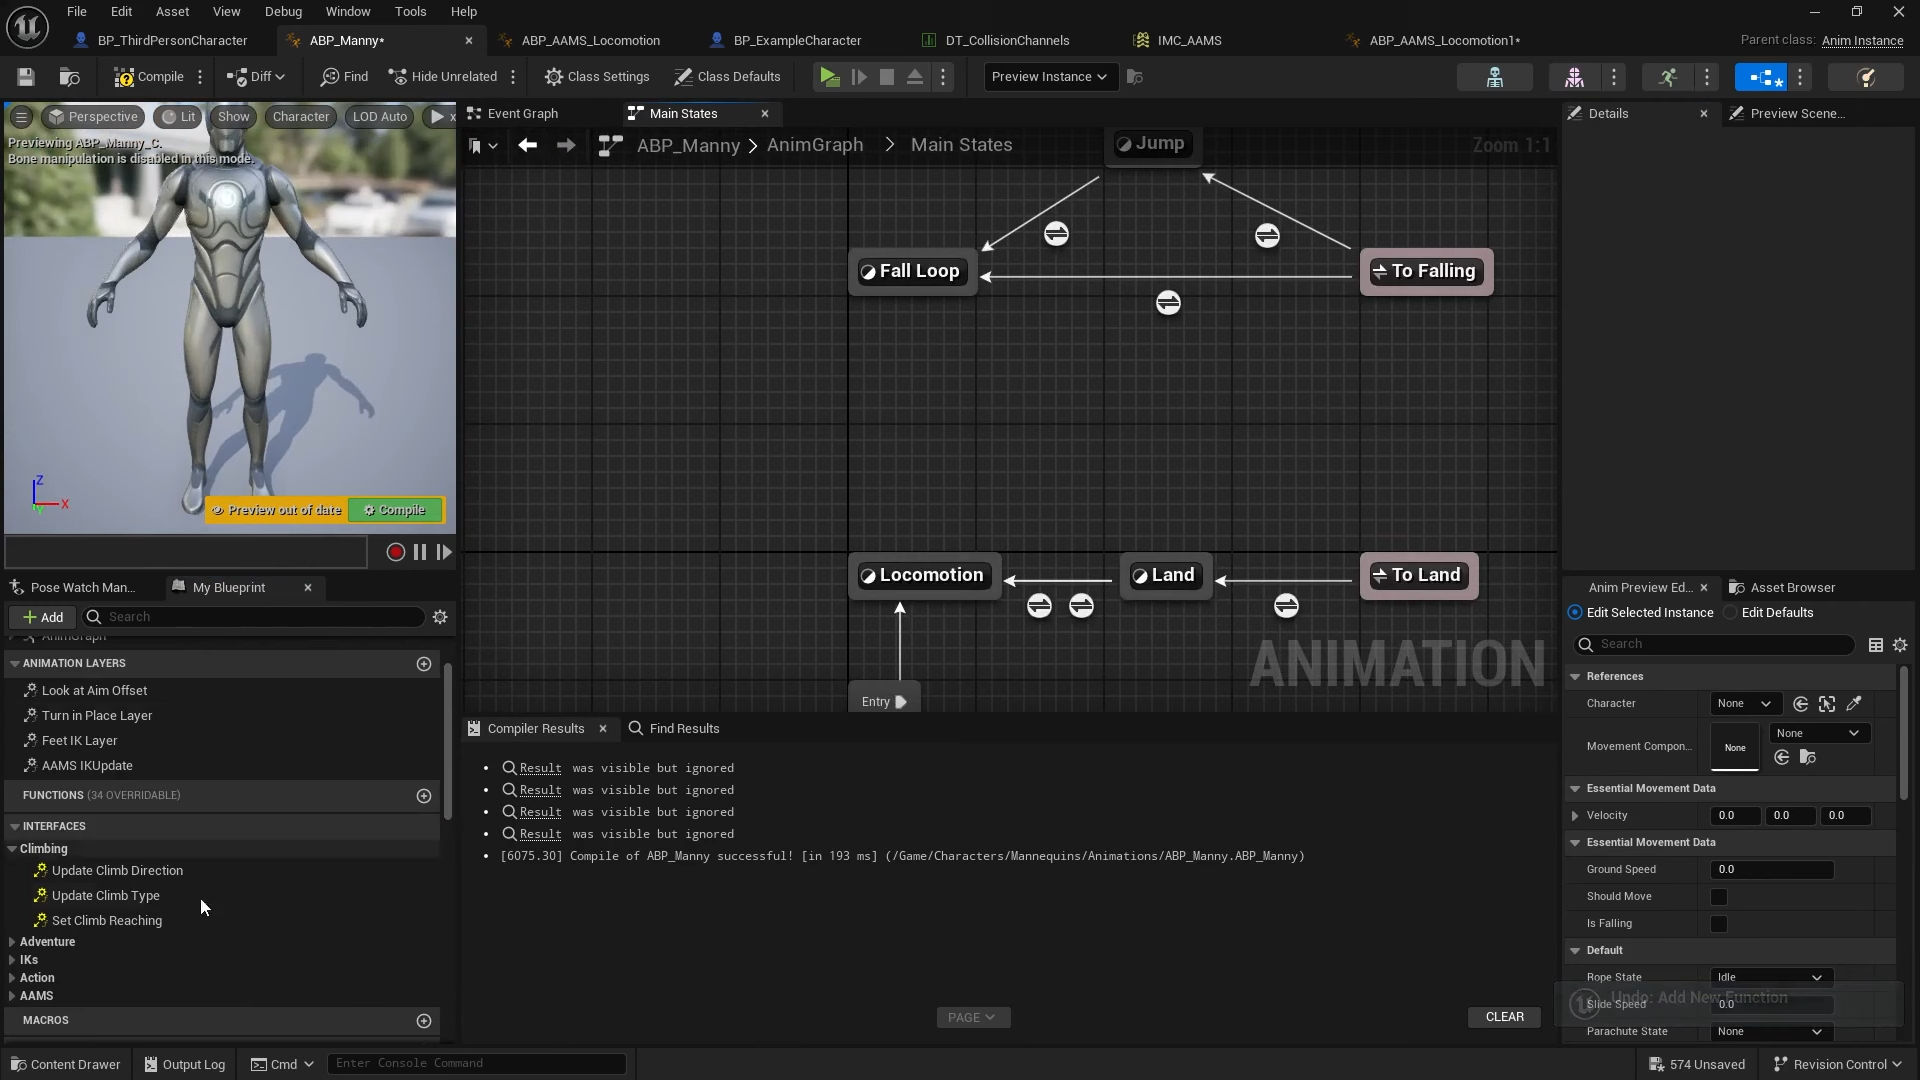 File Edit Asset View Debug Window Tools Help
BP_ThirdPersonCharacter ABP_Manny* ABP_AAMS_Locomotion BP_ExampleCharacter DT_CollisionChannels IMC_AAMS ABP_AAMS_Locomotion1* Parent class: Anim Instance
Compile Diff Find Hide Unrelated Class Settings Class Defaults Preview Instance
Perspective Lit Show Character LOD Auto x
Previewing ABP_Manny_C.
Bone manipulation is disabled in this mode.
Z
X
Preview out of date Compile
Event Graph Main States
ABP_Manny AnimGraph Main States Zoom 1:1
Jump
Fall Loop To Falling
Locomotion Land To Land
Entry
ANIMATION
Details Preview Scene...
Pose Watch Man... My Blueprint
Add Search
AnimGraph
ANIMATION LAYERS
Look at Aim Offset
Turn in Place Layer
Feet IK Layer
AAMS IKUpdate
FUNCTIONS (34 OVERRIDABLE)
INTERFACES
Climbing
Update Climb Direction
Update Climb Type
Set Climb Reaching
Adventure
IKs
Action
AAMS
MACROS
Compiler Results Find Results
Result was visible but ignored
Result was visible but ignored
Result was visible but ignored
Result was visible but ignored
[6075.30] Compile of ABP_Manny successful! [in 193 ms] (/Game/Characters/Mannequins/Animations/ABP_Manny.ABP_Manny)
PAGE CLEAR
Anim Preview Ed... Asset Browser
Edit Selected Instance Edit Defaults
Search
References
Character None
Movement Compon... None None
Essential Movement Data
Velocity 0.0 0.0 0.0
Essential Movement Data
Ground Speed 0.0
Should Move
Is Falling
Default
Rope State Idle
Undo: Add New Function
Slide Speed 0.0
Parachute State None
Content Drawer Output Log Cmd Enter Console Command 574 Unsaved Revision Control